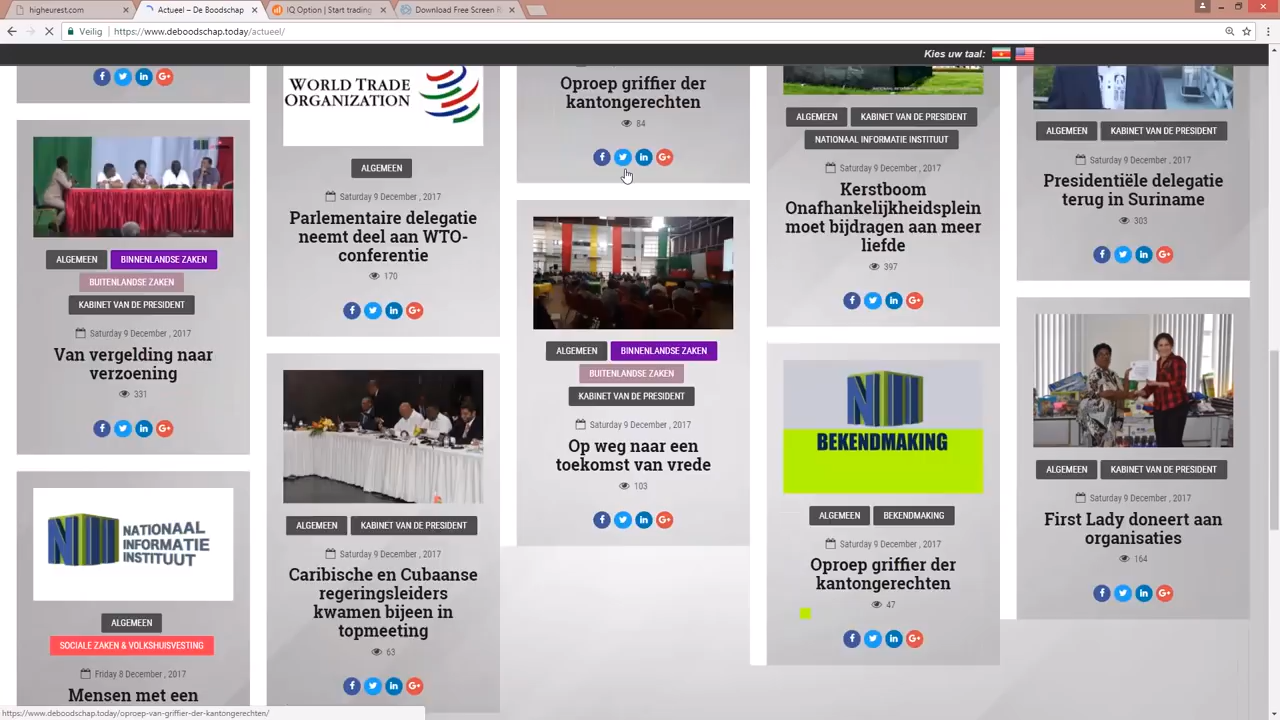 higheurest.com
Actueel – De Boodschap
IQ Option | Start trading
Download Free Screen R
Veilig
https://www.deboodschap.today/actueel/
Kies uw taal:
ALGEMEEN
BINNENLANDSE ZAKEN
BUITENLANDSE ZAKEN
KABINET VAN DE PRESIDENT
Saturday 9 December , 2017
Van vergelding naar
verzoening
331
NATIONAAL
INFORMATIE
INSTITUUT
ALGEMEEN
SOCIALE ZAKEN & VOLKSHUISVESTING
Friday 8 December , 2017
Mensen met een
WORLD TRADE
ORGANIZATION
ALGEMEEN
Saturday 9 December , 2017
Parlementaire delegatie
neemt deel aan WTO-
conferentie
170
ALGEMEEN
KABINET VAN DE PRESIDENT
Saturday 9 December , 2017
Caribische en Cubaanse
regeringsleiders
kwamen bijeen in
topmeeting
63
Oproep griffier der
kantongerechten
84
ALGEMEEN
BINNENLANDSE ZAKEN
BUITENLANDSE ZAKEN
KABINET VAN DE PRESIDENT
Saturday 9 December , 2017
Op weg naar een
toekomst van vrede
103
ALGEMEEN
KABINET VAN DE PRESIDENT
NATIONALE INFORMATIE INSTITUUT
Saturday 9 December , 2017
Kerstboom
Onafhankelijkheidsplein
moet bijdragen aan meer
liefde
397
NII
BEKENDMAKING
ALGEMEEN
BEKENDMAKING
Saturday 9 December , 2017
Oproep griffier der
kantongerechten
47
ALGEMEEN
KABINET VAN DE PRESIDENT
Saturday 9 December , 2017
Presidentiële delegatie
terug in Suriname
303
ALGEMEEN
KABINET VAN DE PRESIDENT
Saturday 9 December , 2017
First Lady doneert aan
organisaties
164
https://www.deboodschap.today/oproep-van-griffier-der-kantongerechten/